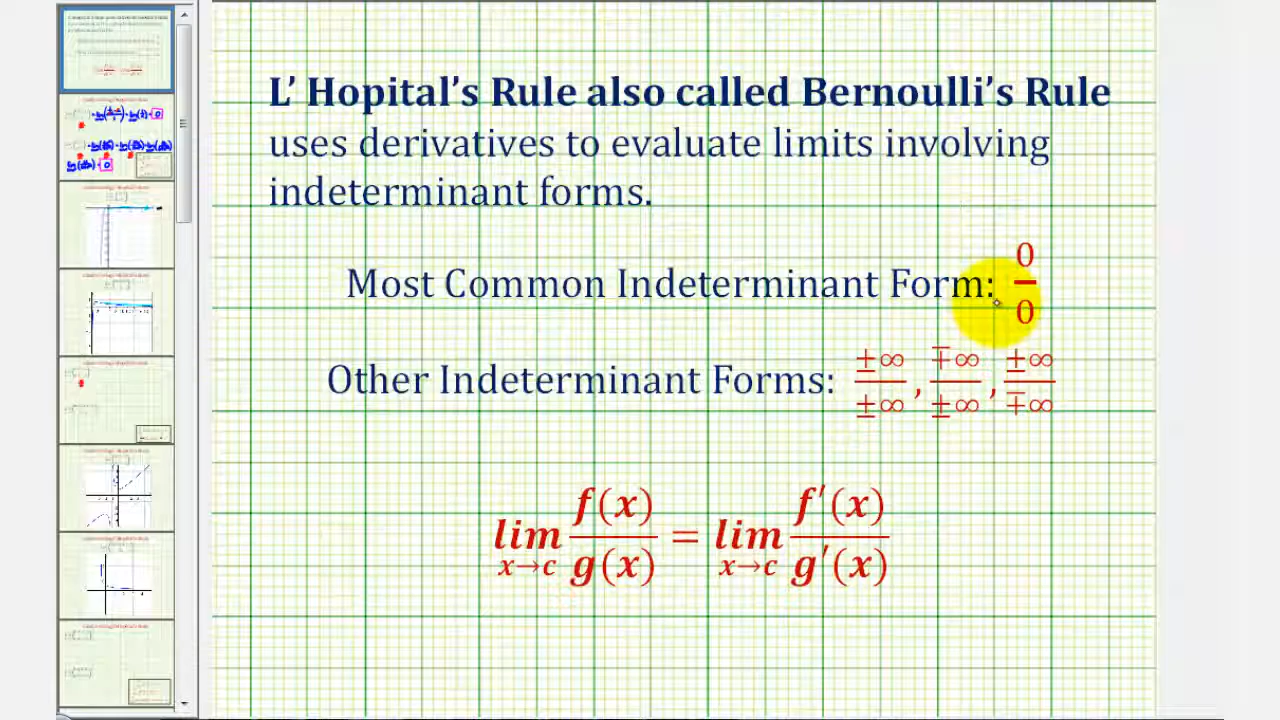 L’ Hopital’s Rule also called Bernoulli’s Rule
uses derivatives to evaluate limits involving
indeterminant forms.
Most Common Indeterminant Form: 0/0
Other Indeterminant Forms: ±∞/±∞, ∓∞/±∞, ±∞/∓∞
lim x→c f(x)/g(x) = lim x→c f′(x)/g′(x)